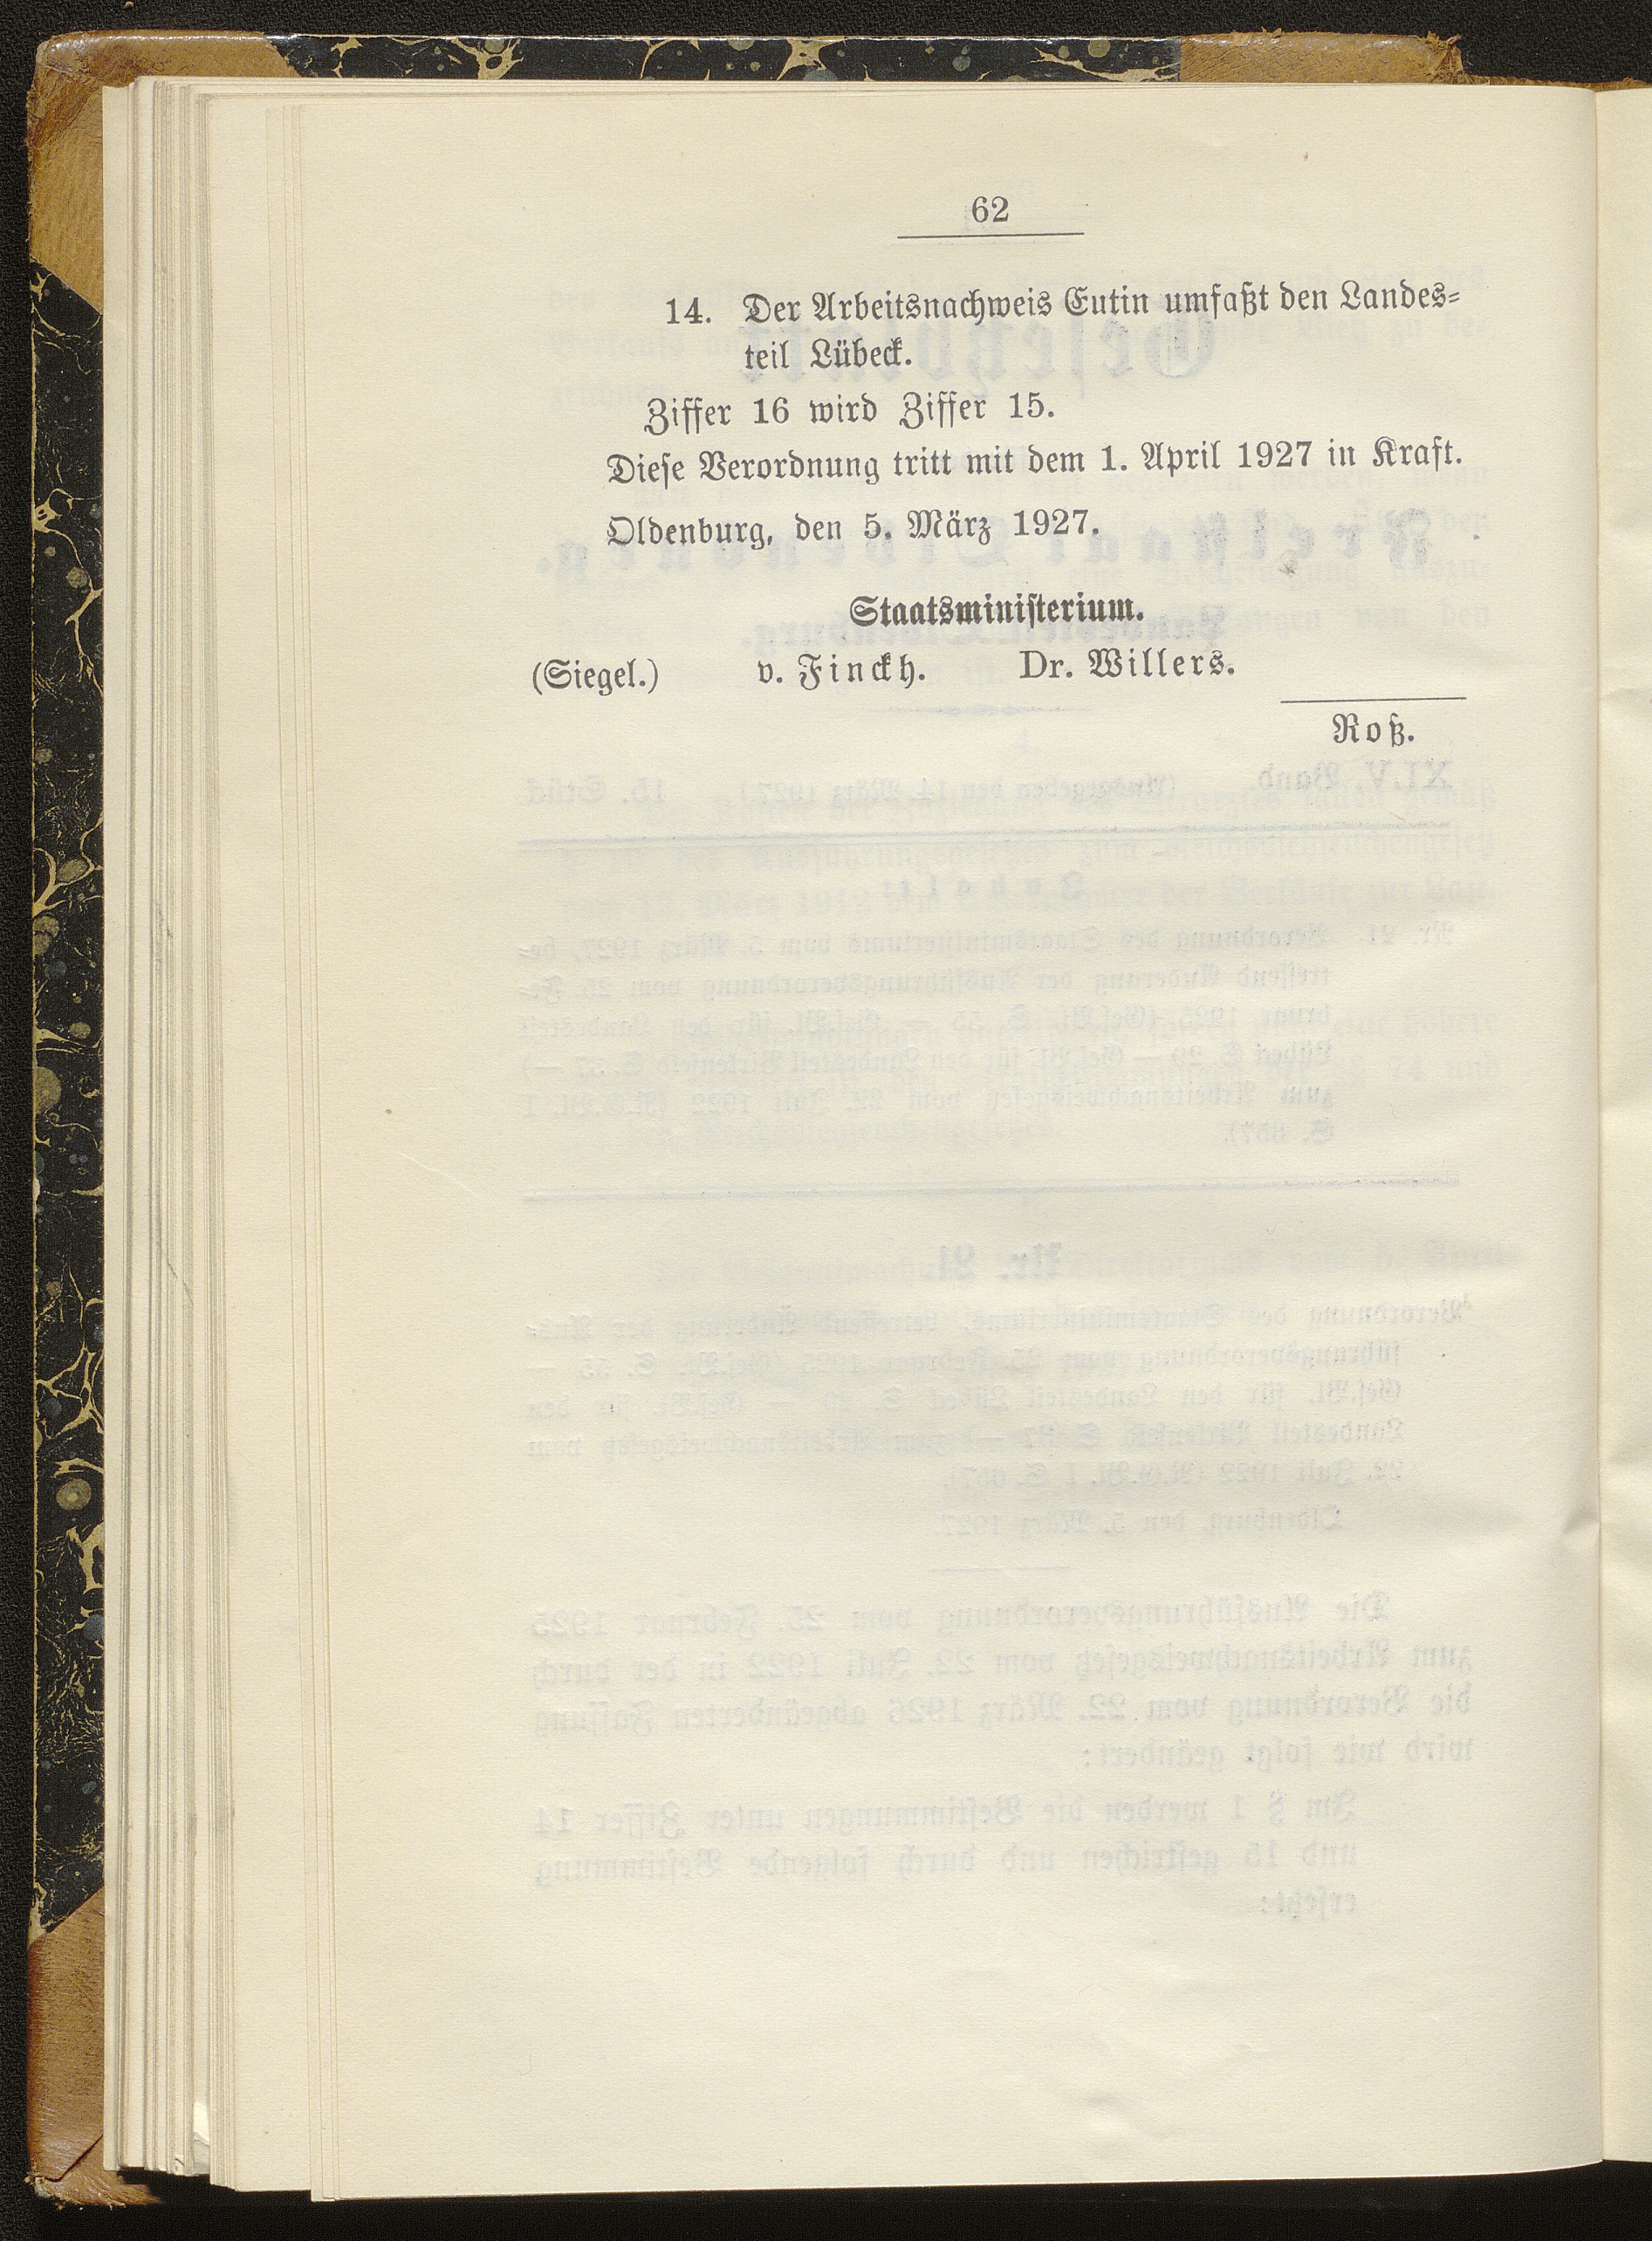 62
14. Der Arbeitsnachweis Eutin umfaßt den Landes-
teil Lübeck.
Ziffer 16 wird Ziffer 15.
Diese Verordnung tritt mit dem 1. April 1927 in Kraft.
Oldenburg, den 5. März 1927.
Staatsministerium.
(Siegel.) v. Finckh. Dr. Willers.
Roß.